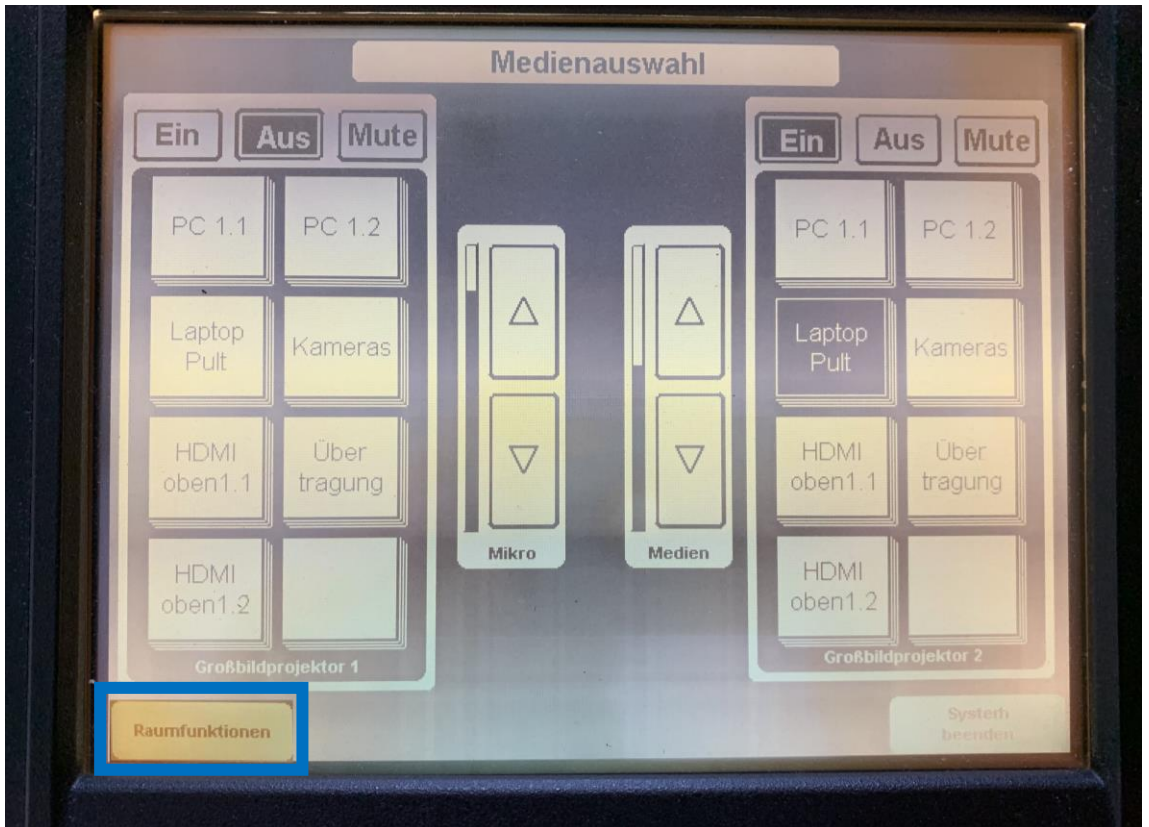 Medienauswahl
Ein Aus Mute
PC 1.1 PC 1.2
Laptop
Pult
Kameras
HDMI
oben1.1
Über
tragung
HDMI
oben1.2
Großbildprojektor 1
Mikro
Medien
Ein Aus Mute
PC 1.1 PC 1.2
Laptop
Pult
Kameras
HDMI
oben1.1
Über
tragung
HDMI
oben1.2
Großbildprojektor 2
Raumfunktionen
System
beenden